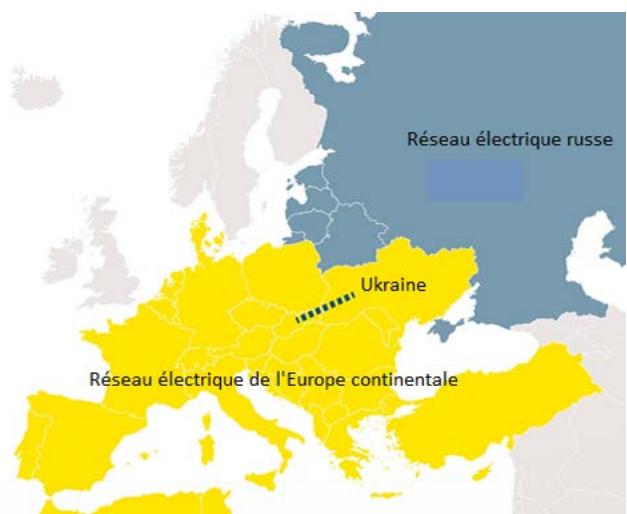 Réseau électrique russe
Ukraine
Réseau électrique de l'Europe continentale